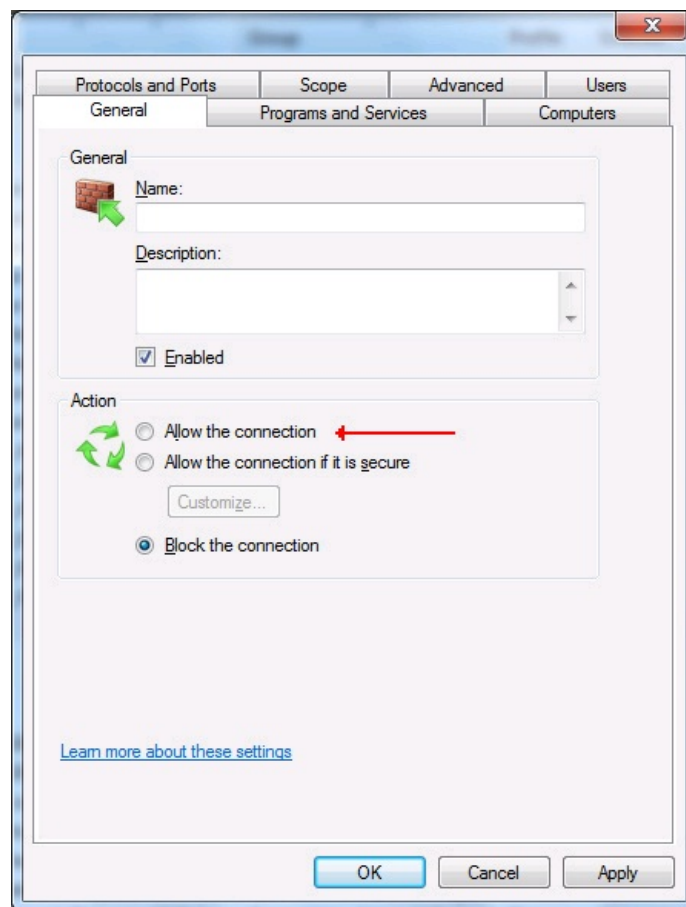 Protocols and Ports Scope Advanced Users
General Programs and Services Computers
General
Name:
Description:
Enabled
Action
Allow the connection
Allow the connection if it is secure
Customize...
Block the connection
Learn more about these settings
OK Cancel Apply